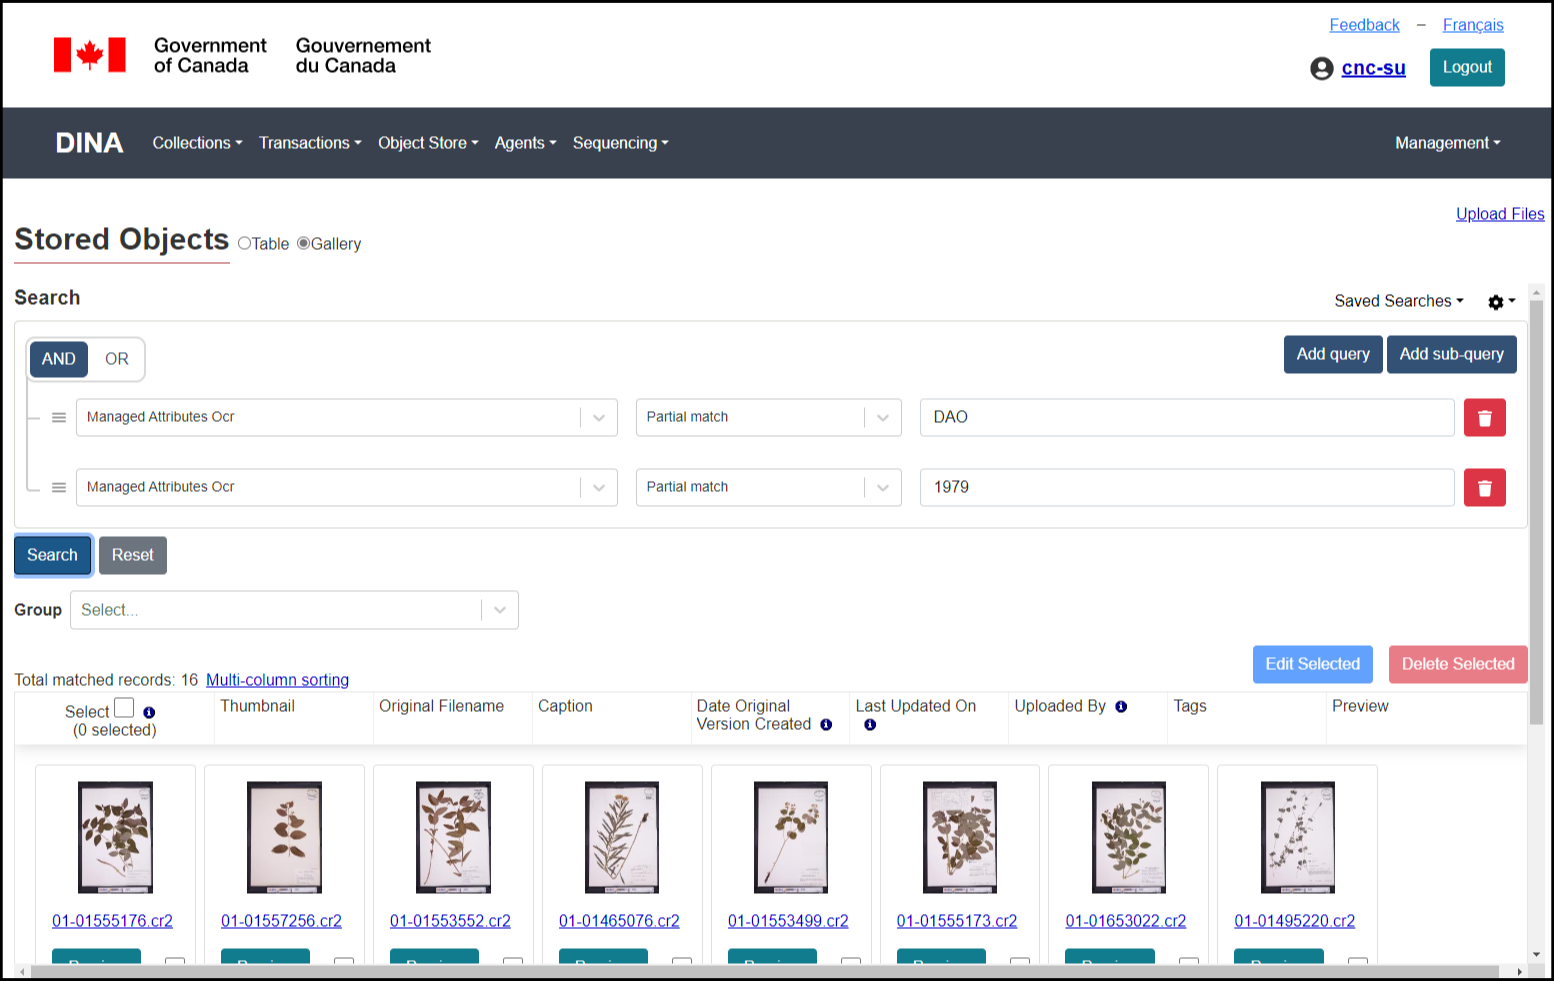 Feedback – Français
Government of Canada
Gouvernement du Canada
cnc-su Logout
DINA Collections Transactions Object Store Agents Sequencing Management
Upload Files
Stored Objects Table Gallery
Search Saved Searches
AND OR Add query Add sub-query
Managed Attributes Ocr Partial match DAO
Managed Attributes Ocr Partial match 1979
Search Reset
Group Select...
Edit Selected Delete Selected
Total matched records: 16 Multi-column sorting
Select (0 selected) Thumbnail Original Filename Caption Date Original Version Created Last Updated On Uploaded By Tags Preview
01-01555176.cr2 01-01557256.cr2 01-01553552.cr2 01-01465076.cr2 01-01553499.cr2 01-01555173.cr2 01-01653022.cr2 01-01495220.cr2